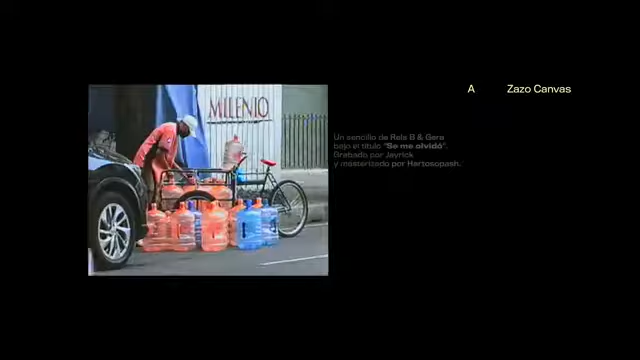 A Zazo Canvas
MILENIO
Un sencillo de Rels B & Gera
bajo el título "Se me olvidó".
Grabado por Jayrick
y masterizado por Hartosopash.